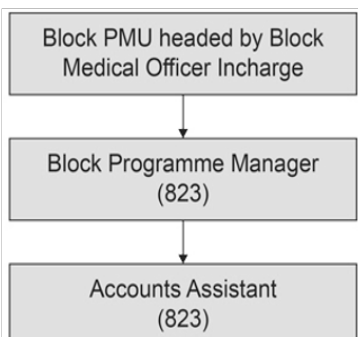 Block PMU headed by Block
Medical Officer Incharge
Block Programme Manager
(823)
Accounts Assistant
(823)